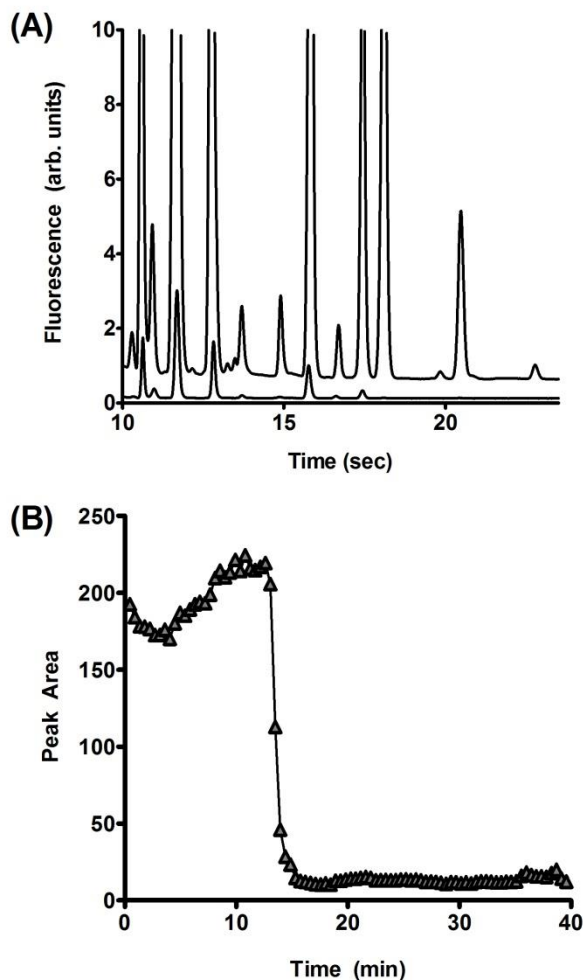 (A)
10
8
6
4
2
0
Fluorescence (arb. units)
10 15 20
Time (sec)
(B)
250
200
150
100
50
0
Peak Area
0 10 20 30 40
Time (min)